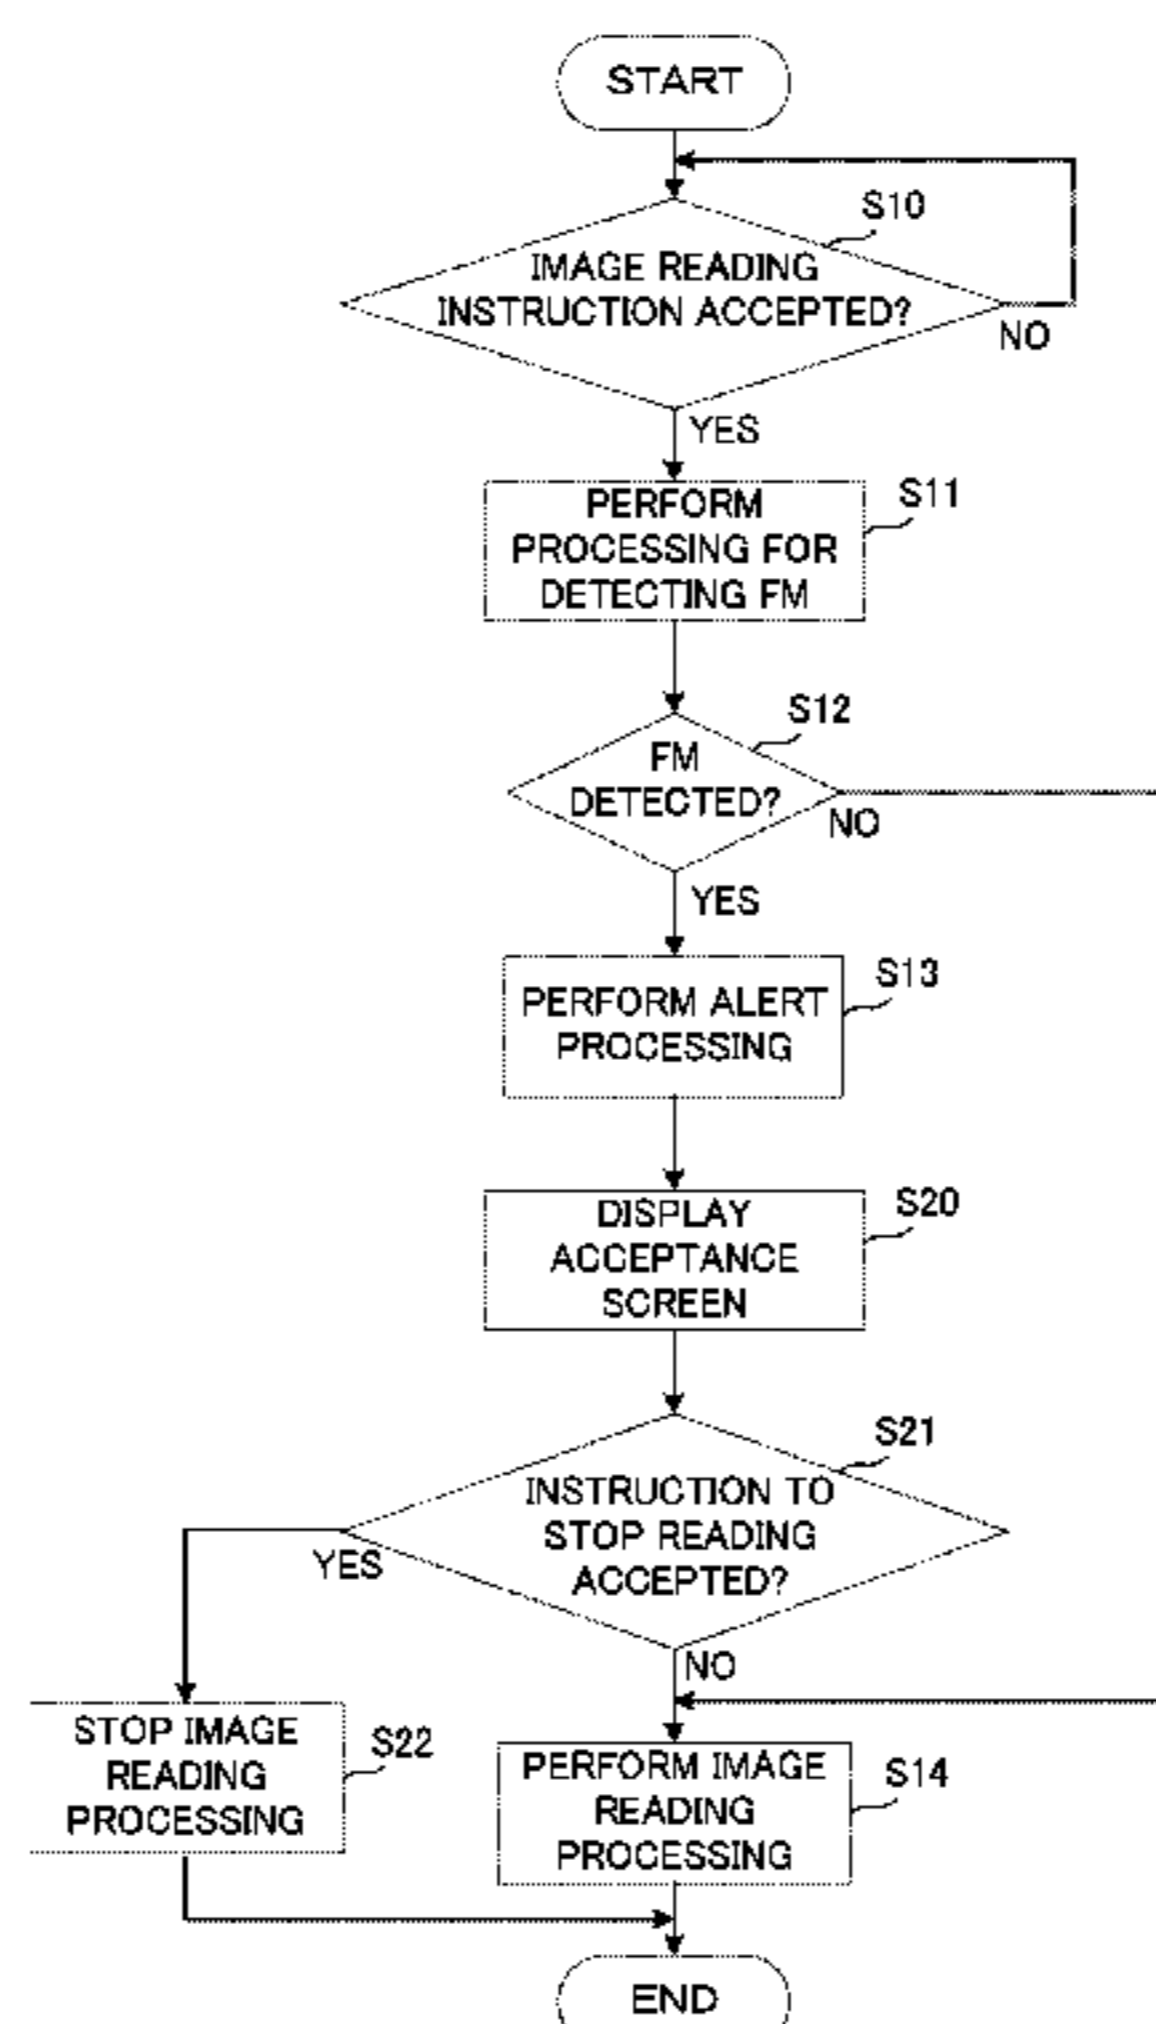 START
S10
IMAGE READING
INSTRUCTION ACCEPTED?
NO
YES
S11
PERFORM
PROCESSING FOR
DETECTING FM
S12
FM
DETECTED?
NO
YES
S13
PERFORM ALERT
PROCESSING
S20
DISPLAY
ACCEPTANCE
SCREEN
S21
INSTRUCTION TO
STOP READING
ACCEPTED?
YES
NO
STOP IMAGE
READING
PROCESSING
S22
PERFORM IMAGE
READING
PROCESSING
S14
END